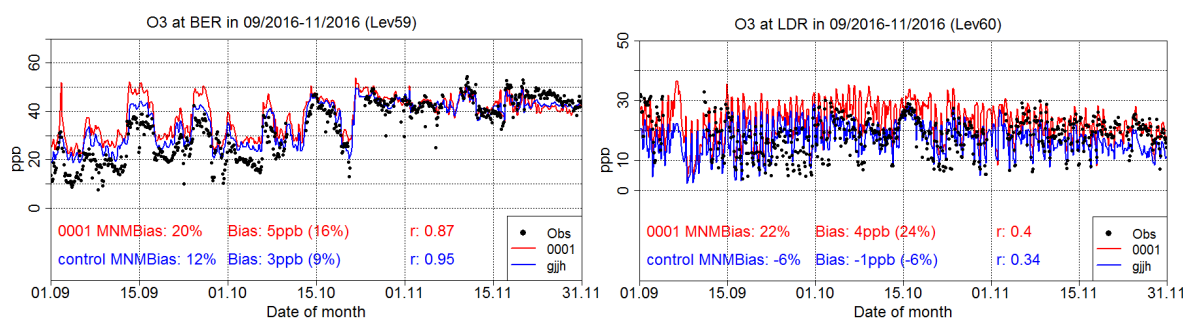 O3 at BER in 09/2016-11/2016 (Lev59)
ppp
60
40
20
0
0001 MNMBias: 20% Bias: 5ppb (16%) r: 0.87
control MNMBias: 12% Bias: 3ppb (9%) r: 0.95
Obs
0001
gjjh
01.09 15.09 01.10 15.10 01.11 15.11 31.11
Date of month
O3 at LDR in 09/2016-11/2016 (Lev60)
ppb
50
30
10
0
0001 MNMBias: 22% Bias: 4ppb (24%) r: 0.4
control MNMBias: -6% Bias: -1ppb (-6%) r: 0.34
Obs
0001
gjjh
01.09 15.09 01.10 15.10 01.11 15.11 31.11
Date of month